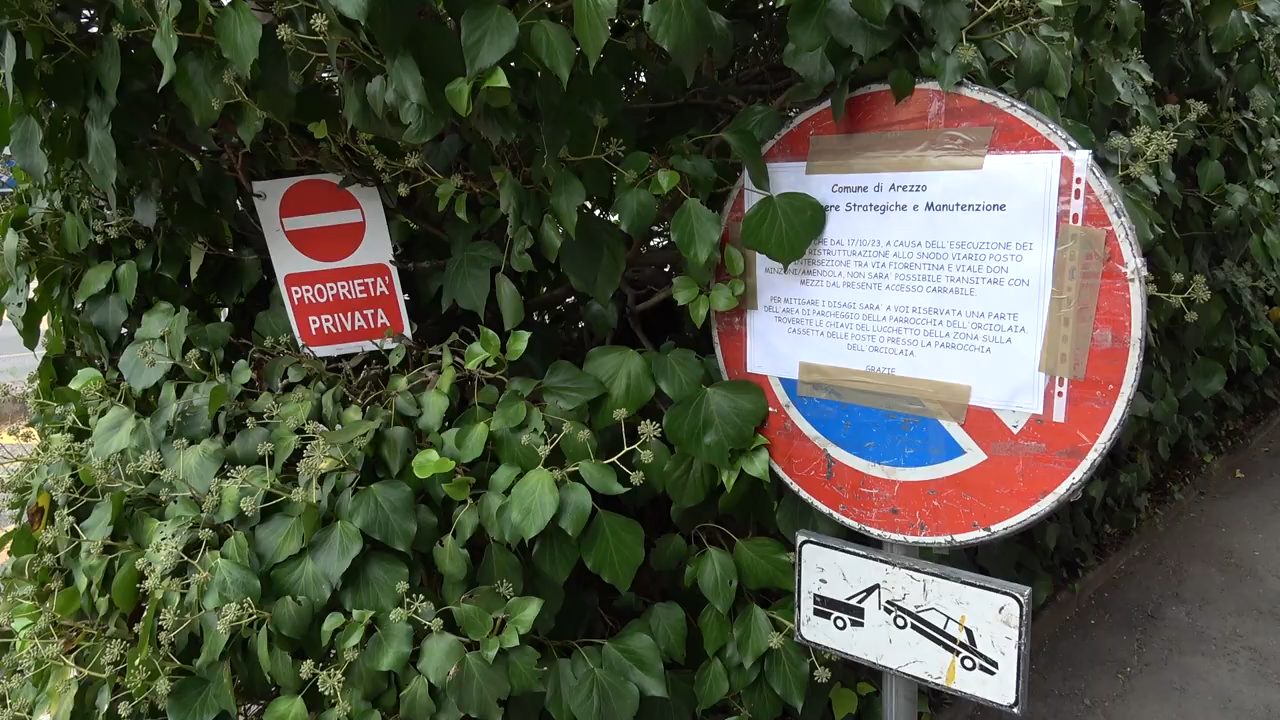 PROPRIETA'
PRIVATA
Comune di Arezzo
Strategiche e Manutenzione
CHE DAL 17/10/23, A CAUSA DELL'ESECUZIONE DEI
RISTRUTTURAZIONE ALLO SNODO VIARIO POSTO
INTERSEZIONE TRA VIA FIORENTINA E VIALE DON
MINZONI/AMENDOLA, NON SARA' POSSIBILE TRANSITARE CON
MEZZI DAL PRESENTE ACCESSO CARRABILE.
PER MITIGARE I DISAGI SARA' A VOI RISERVATA UNA PARTE
DELL'AREA DI PARCHEGGIO DELLA PARROCCHIA DELL'ORCIOLAIA.
TROVERETE LE CHIAVI DEL LUCCHETTO DELLA ZONA SULLA
CASSETTA DELLE POSTE O PRESSO LA PARROCCHIA
DELL'ORCIOLAIA.
GRAZIE